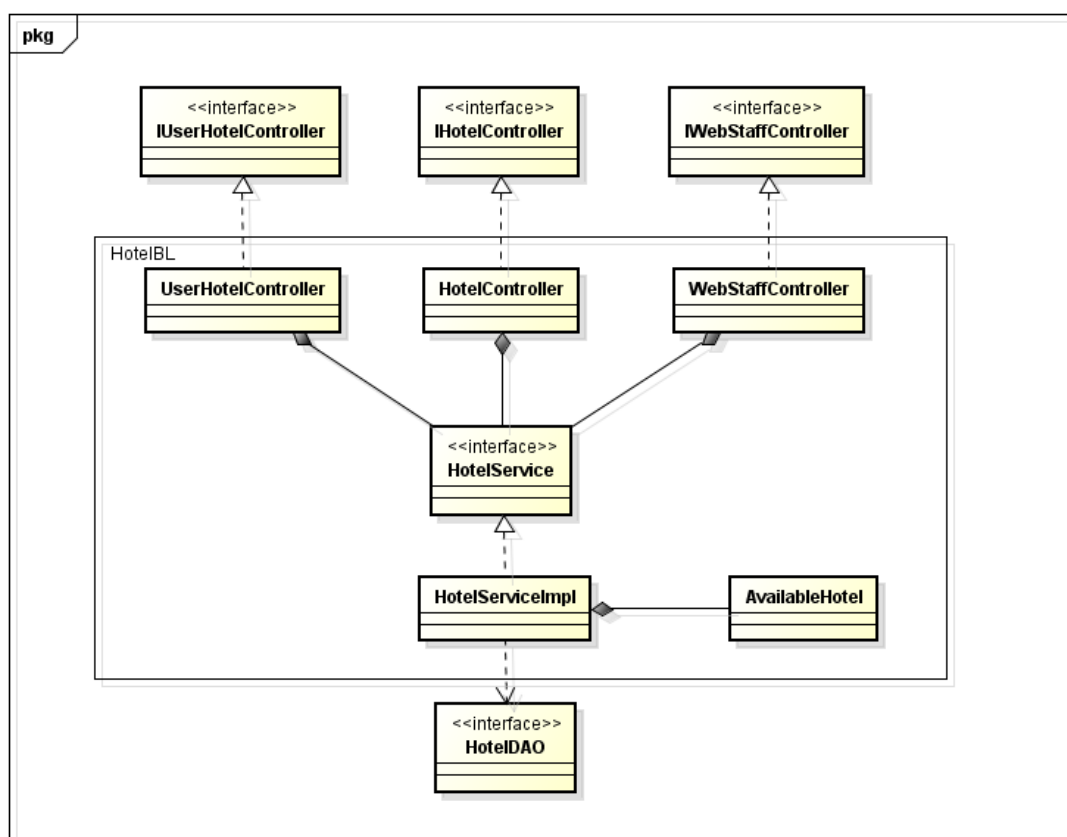 pkg
<<interface>>
IUserHotelController
<<interface>>
IHotelController
<<interface>>
IWebStaffController
HotelBL
UserHotelController
HotelController
WebStaffController
<<interface>>
HotelService
HotelServiceImpl
AvailableHotel
<<interface>>
HotelDAO